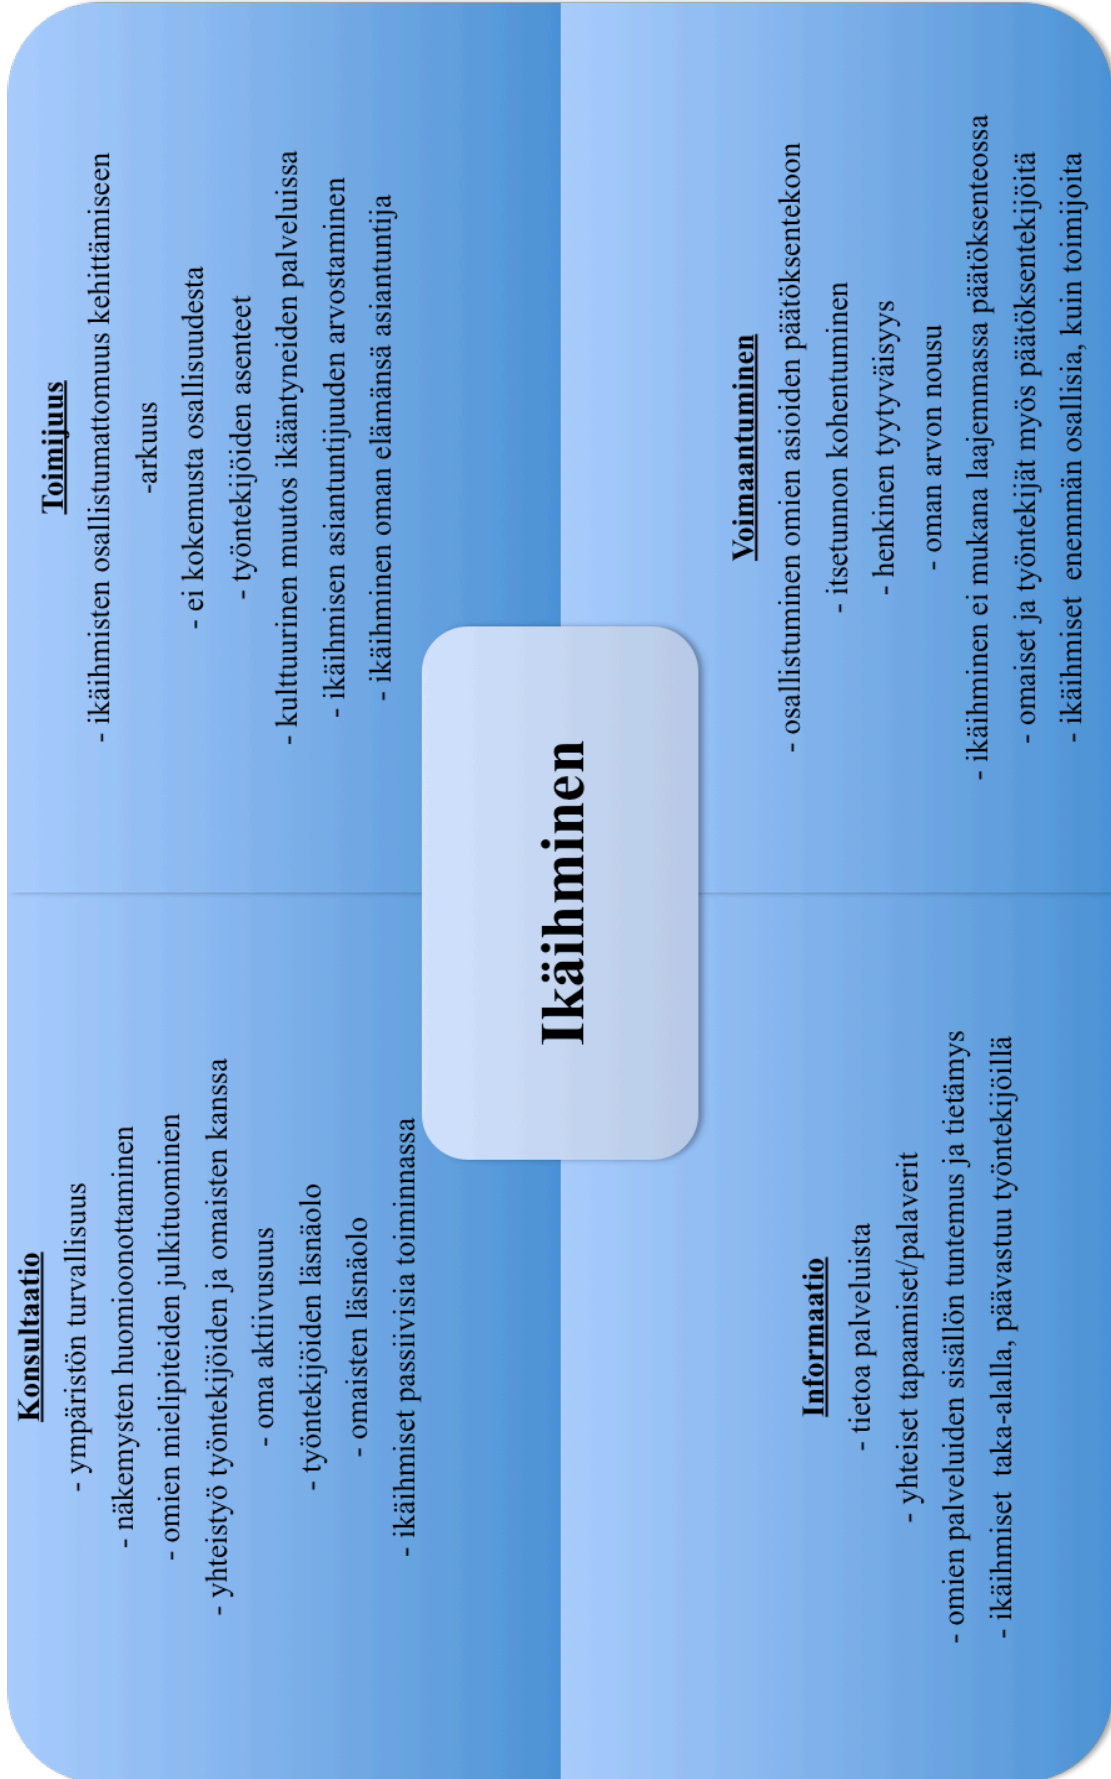 Konsultaatio
- ympäristön turvallisuus
- näkemysten huomioonottaminen
- omien mielipiteiden julkituominen
- yhteistyö työntekijöiden ja omaisten kanssa
- oma aktiivusuus
- työntekijöiden läsnäolo
- omaisten läsnäolo
- ikäihmiset passiivisia toiminnassa
Toimijuus
- ikäihmisten osallistumattomuus kehittämiseen
-arkuus
- ei kokemusta osallisuudesta
- työntekijöiden asenteet
- kulttuurinen muutos ikääntyneiden palveluissa
- ikäihmisen asiantuntijuuden arvostaminen
- ikäihminen oman elämänsä asiantuntija
Ikäihminen
Informaatio
- tietoa palveluista
- yhteiset tapaamiset/palaverit
- omien palveluiden sisällön tuntemus ja tietämys
- ikäihmiset taka-alalla, päävastuu työntekijöillä
Voimaantuminen
- osallistuminen omien asioiden päätöksentekoon
- itsetunnon kohentuminen
- henkinen tyytyväisyys
- oman arvon nousu
- ikäihminen ei mukana laajemmassa päätöksenteossa
- omaiset ja työntekijät myös päätöksentekijöitä
- ikäihmiset enemmän osallisia, kuin toimijoita